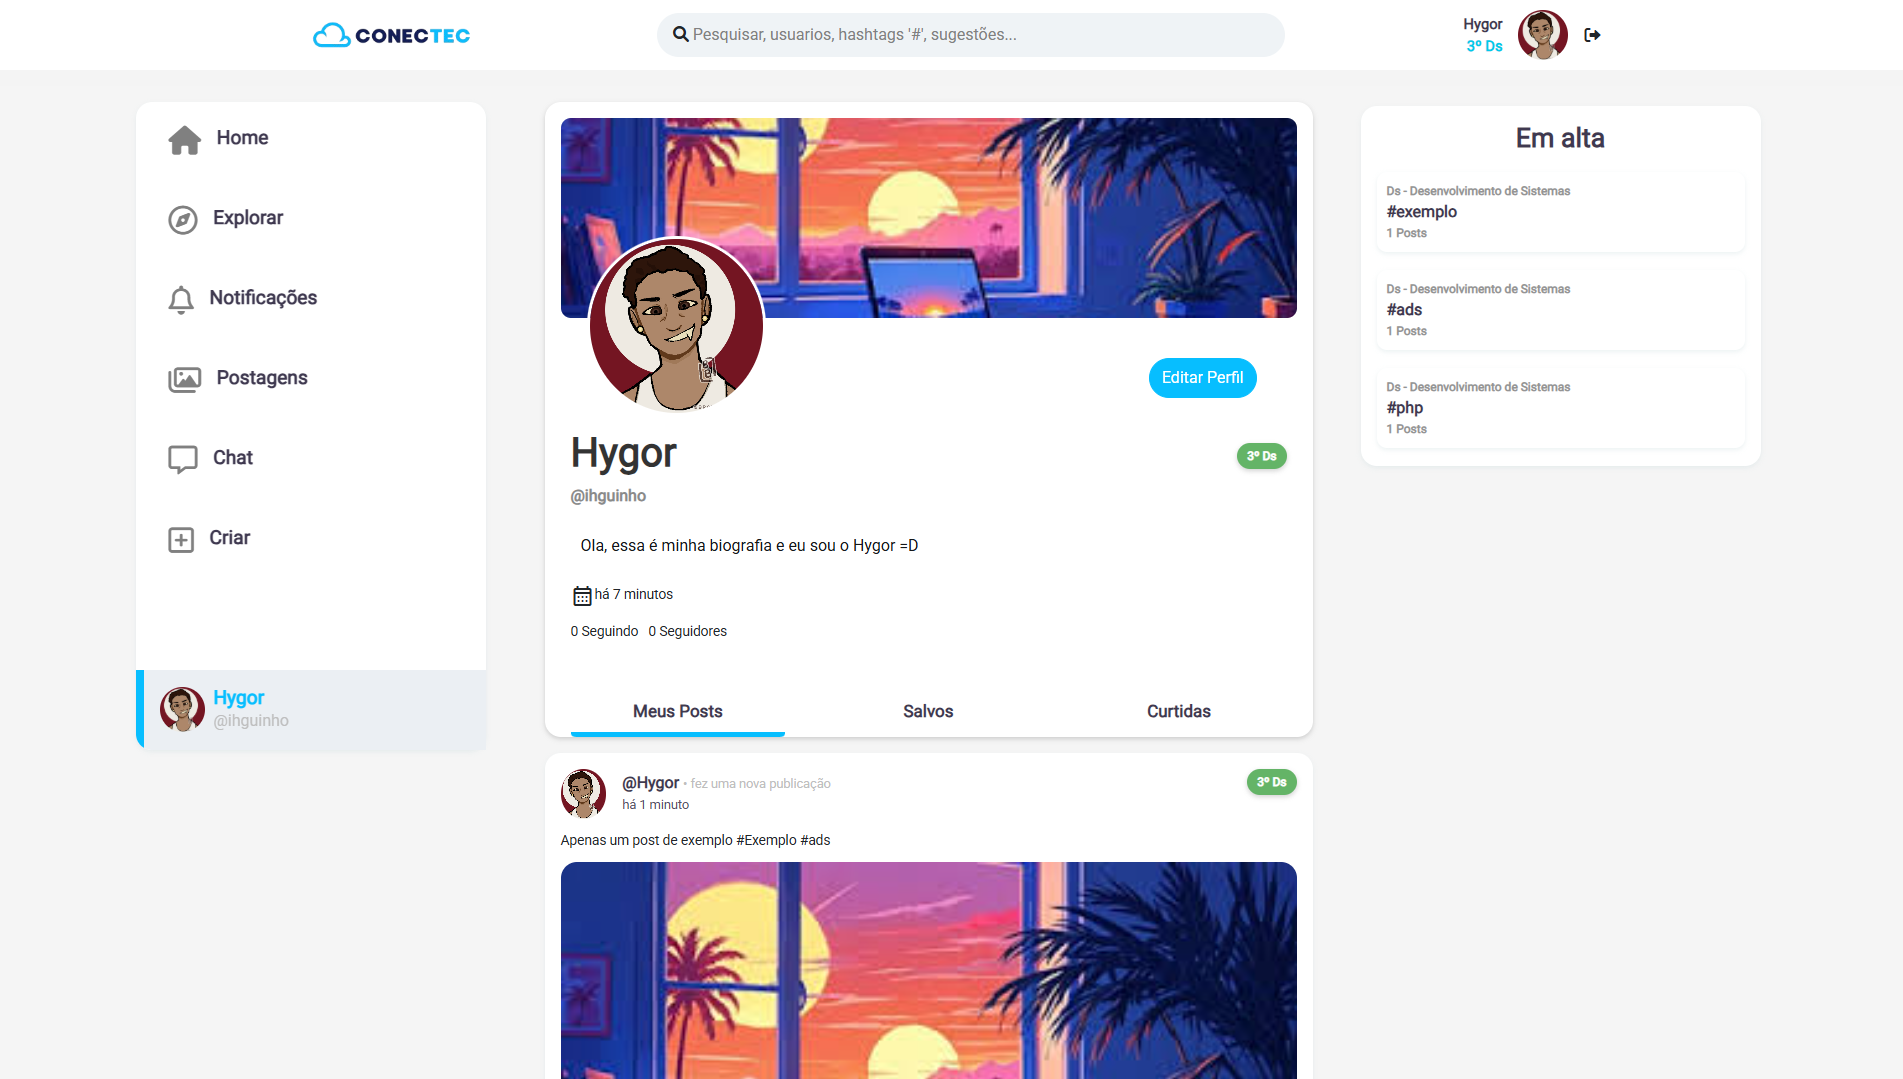 CONECTEC
Pesquisar, usuarios, hashtags '#', sugestões...
Hygor
3º Ds
Home
Explorar
Notificações
Postagens
Chat
Criar
Hygor
@ihguinho
Editar Perfil
Hygor
3º Ds
@ihguinho
Ola, essa é minha biografia e eu sou o Hygor =D
há 7 minutos
0 Seguindo 0 Seguidores
Meus Posts Salvos Curtidas
@Hygor • fez uma nova publicação
há 1 minuto
3º Ds
Apenas um post de exemplo #Exemplo #ads
Em alta
Ds - Desenvolvimento de Sistemas
#exemplo
1 Posts
Ds - Desenvolvimento de Sistemas
#ads
1 Posts
Ds - Desenvolvimento de Sistemas
#php
1 Posts